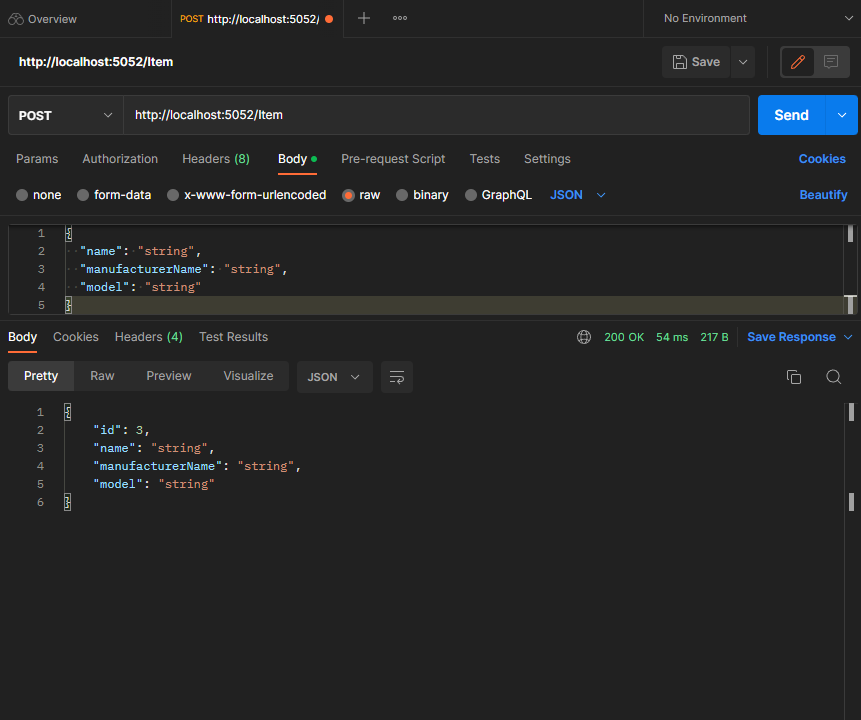 Overview
POST http://localhost:5052/
No Environment
http://localhost:5052/Item
Save
POST
http://localhost:5052/Item
Send
Params Authorization Headers (8) Body Pre-request Script Tests Settings Cookies
none form-data x-www-form-urlencoded raw binary GraphQL JSON Beautify
1 {
2 "name": "string",
3 "manufacturerName": "string",
4 "model": "string"
5 }
Body Cookies Headers (4) Test Results 200 OK 54 ms 217 B Save Response
Pretty Raw Preview Visualize JSON
1 {
2 "id": 3,
3 "name": "string",
4 "manufacturerName": "string",
5 "model": "string"
6 }